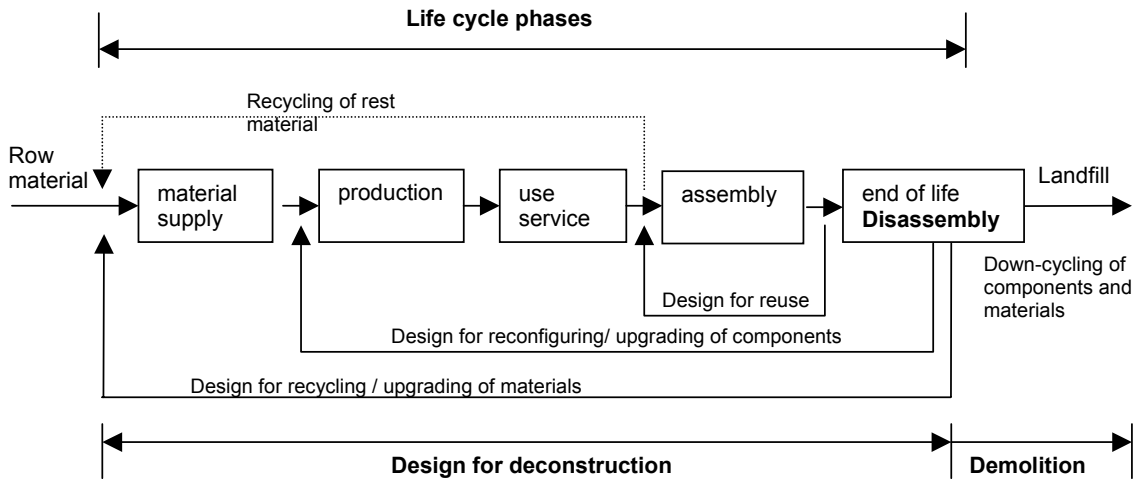 Life cycle phases
Recycling of rest
material
Row
material
material
supply
production
use
service
assembly
end of life
Disassembly
Landfill
Down-cycling of
components and
materials
Design for reuse
Design for reconfiguring/ upgrading of components
Design for recycling / upgrading of materials
Design for deconstruction
Demolition